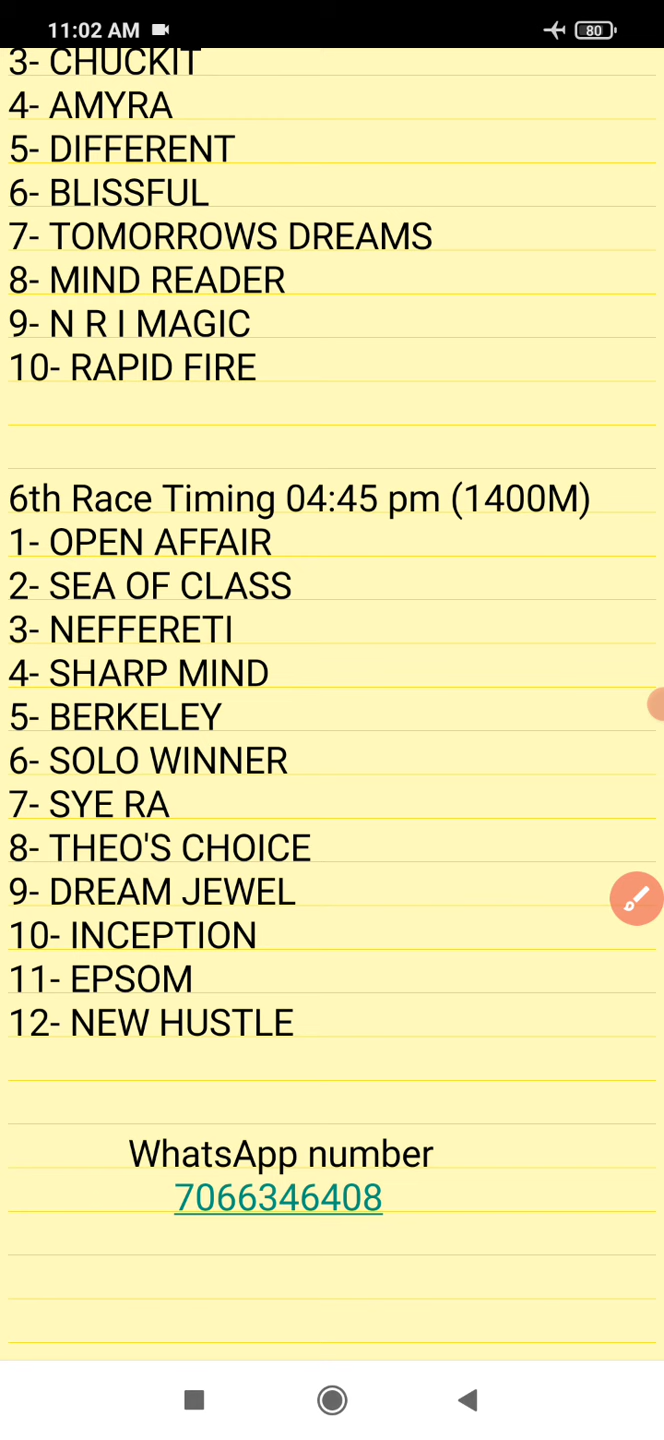 11:02 AM
80
3- CHUCKIT
4- AMYRA
5- DIFFERENT
6- BLISSFUL
7- TOMORROWS DREAMS
8- MIND READER
9- N R I MAGIC
10- RAPID FIRE
6th Race Timing 04:45 pm (1400M)
1- OPEN AFFAIR
2- SEA OF CLASS
3- NEFFERETI
4- SHARP MIND
5- BERKELEY
6- SOLO WINNER
7- SYE RA
8- THEO'S CHOICE
9- DREAM JEWEL
10- INCEPTION
11- EPSOM
12- NEW HUSTLE
WhatsApp number
7066346408